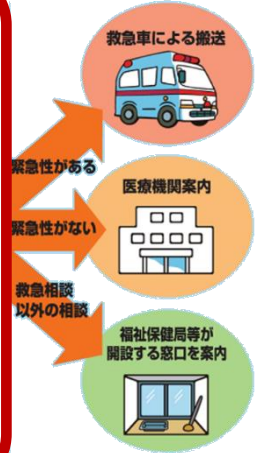 救急車による搬送
緊急性がある
医療機関案内
緊急性がない
救急相談
以外の相談
福祉保健局等が
開設する窓口を案内